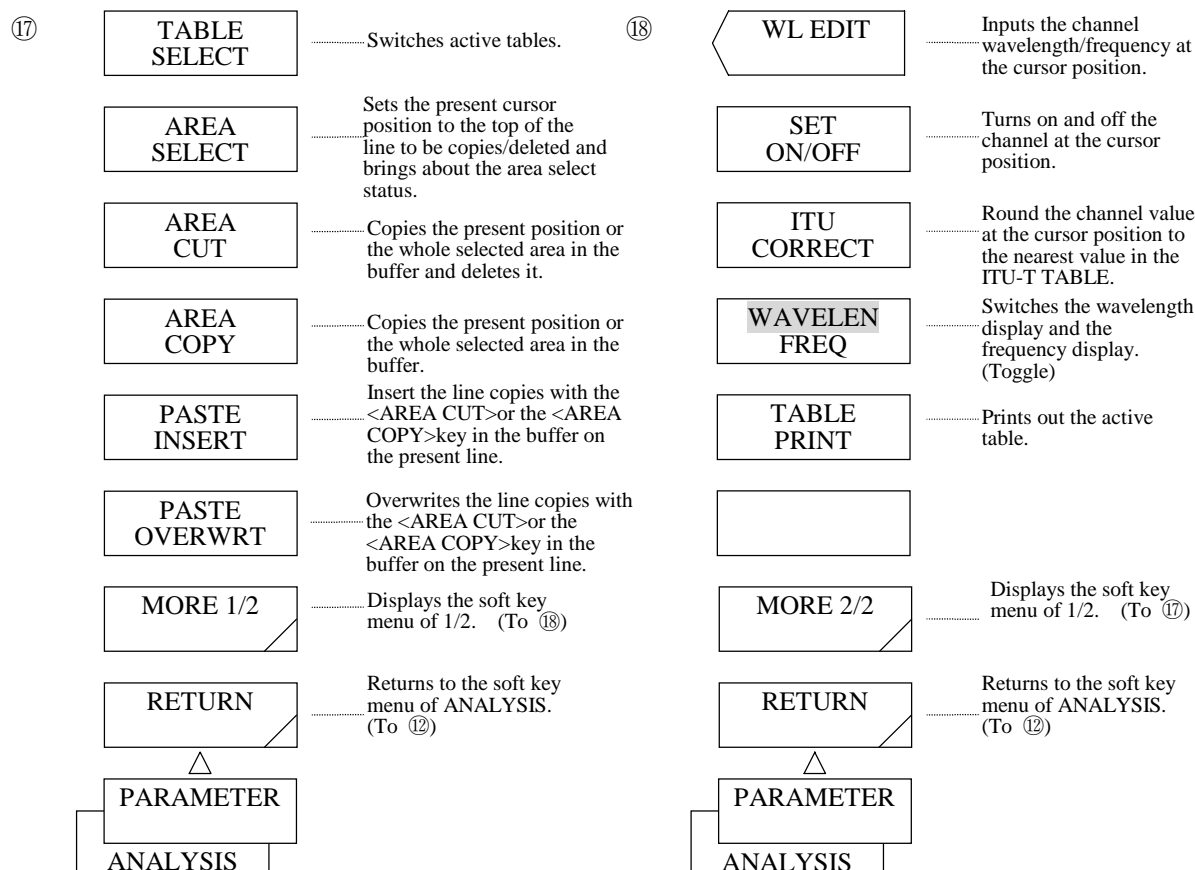 ⑰
TABLE
SELECT
Switches active tables.
AREA
SELECT
Sets the present cursor
position to the top of the
line to be copies/deleted and
brings about the area select
status.
AREA
CUT
Copies the present position or
the whole selected area in the
buffer and deletes it.
AREA
COPY
Copies the present position or
the whole selected area in the
buffer.
PASTE
INSERT
Insert the line copies with the
<AREA CUT>or the <AREA
COPY>key in the buffer on
the present line.
PASTE
OVERWRT
Overwrites the line copies with
the <AREA CUT>or the
<AREA COPY>key in the
buffer on the present line.
MORE 1/2
Displays the soft key
menu of 1/2. (To ⑱)
RETURN
Returns to the soft key
menu of ANALYSIS.
(To ⑫)
PARAMETER
ANALYSIS
⑱
WL EDIT
Inputs the channel
wavelength/frequency at
the cursor position.
SET
ON/OFF
Turns on and off the
channel at the cursor
position.
ITU
CORRECT
Round the channel value
at the cursor position to
the nearest value in the
ITU-T TABLE.
WAVELEN
FREQ
Switches the wavelength
display and the
frequency display.
(Toggle)
TABLE
PRINT
Prints out the active
table.
MORE 2/2
Displays the soft key
menu of 1/2. (To ⑰)
RETURN
Returns to the soft key
menu of ANALYSIS.
(To ⑫)
PARAMETER
ANALYSIS